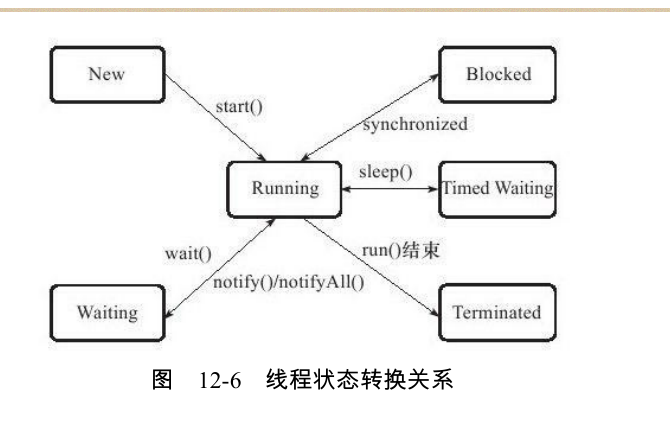 New
Blocked
start()
synchronized
Running
sleep()
Timed Waiting
wait()
run()结束
notify()/notifyAll()
Waiting
Terminated
图 12-6 线程状态转换关系